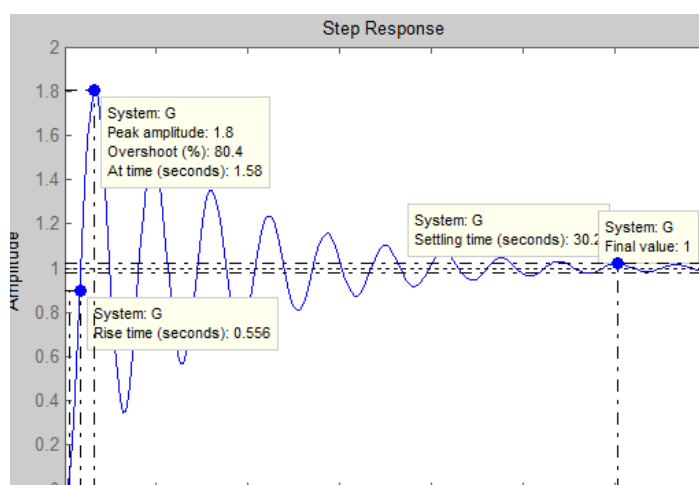 Step Response
2
1.8
1.6
1.4
1.2
1
0.8
0.6
0.4
0.2
0
Amplitude
System: G
Peak amplitude: 1.8
Overshoot (%): 80.4
At time (seconds): 1.58
System: G
Rise time (seconds): 0.556
System: G
Settling time (seconds): 30.2
System: G
Final value: 1